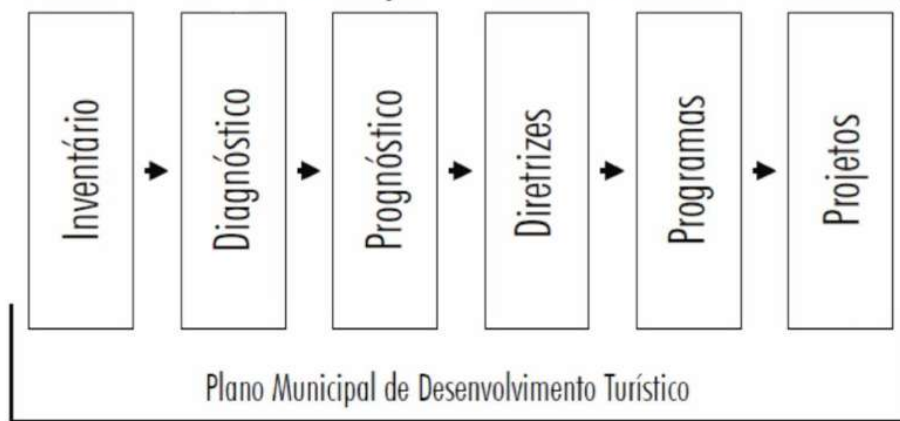 Inventário
Diagnóstico
Prognóstico
Diretrizes
Programas
Projetos
Plano Municipal de Desenvolvimento Turístico